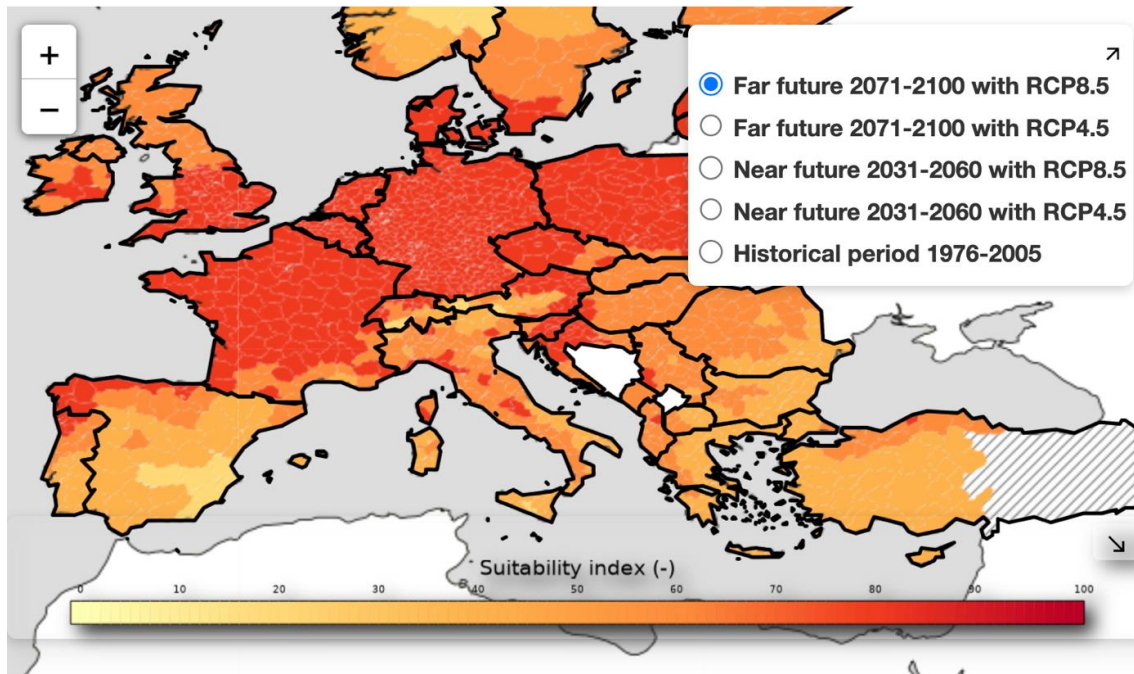 +
−
Far future 2071-2100 with RCP8.5
Far future 2071-2100 with RCP4.5
Near future 2031-2060 with RCP8.5
Near future 2031-2060 with RCP4.5
Historical period 1976-2005
Suitability index (-)
0 10 20 30 40 50 60 70 80 90 100